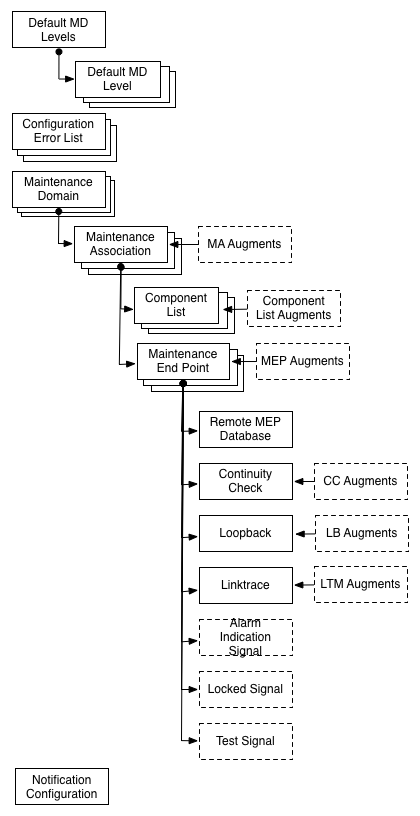 Default MD
Levels
Default MD
Level
Configuration
Error List
Maintenance
Domain
Maintenance
Association
MA Augments
Component
List
Component
List Augments
Maintenance
End Point
MEP Augments
Remote MEP
Database
Continuity
Check
CC Augments
Loopback
LB Augments
Linktrace
LTM Augments
Alarm
Indication
Signal
Locked Signal
Test Signal
Notification
Configuration